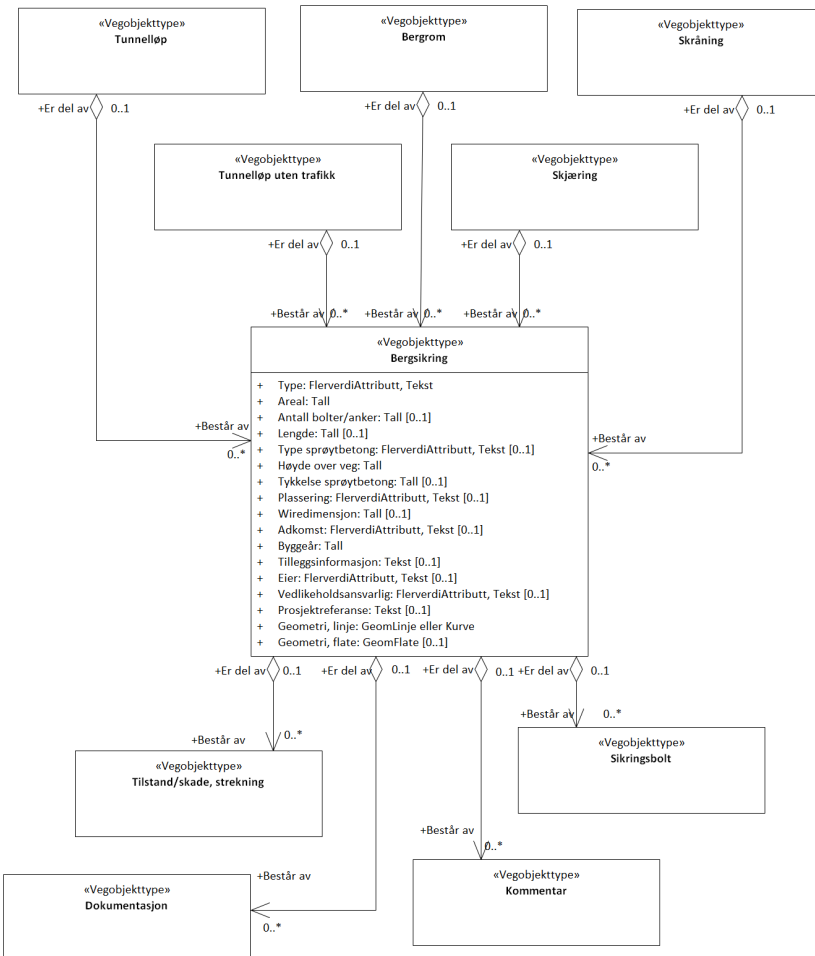 «Vegobjekttype»
Tunnelløp
«Vegobjekttype»
Bergrom
«Vegobjekttype»
Skråning
+Er del av 0..1
+Er del av 0..1
+Er del av 0..1
«Vegobjekttype»
Tunnelløp uten trafikk
«Vegobjekttype»
Skjæring
+Er del av 0..1
+Er del av 0..1
+Består av 0..*
+Består av 0..*
+Består av 0..*
«Vegobjekttype»
Bergsikring
+ Type: FlerverdiAttributt, Tekst
+ Areal: Tall
+ Antall bolter/anker: Tall [0..1]
+ Lengde: Tall [0..1]
+ Type sprøytbetong: FlerverdiAttributt, Tekst [0..1]
+ Høyde over veg: Tall
+ Tykkelse sprøytbetong: Tall [0..1]
+ Plassering: FlerverdiAttributt, Tekst [0..1]
+ Wiredimensjon: Tall [0..1]
+ Adkomst: FlerverdiAttributt, Tekst [0..1]
+ Byggeår: Tall
+ Tilleggsinformasjon: Tekst [0..1]
+ Eier: FlerverdiAttributt, Tekst [0..1]
+ Vedlikeholdsansvarlig: FlerverdiAttributt, Tekst [0..1]
+ Prosjektreferanse: Tekst [0..1]
+ Geometri, linje: GeomLinje eller Kurve
+ Geometri, flate: GeomFlate [0..1]
+Består av
0..*
+Består av
0..*
+Er del av 0..1
+Er del av 0..1
+Er del av 0..1
+Er del av 0..1
+Består av 0..*
+Består av 0..*
«Vegobjekttype»
Tilstand/skade, strekning
«Vegobjekttype»
Sikringsbolt
+Består av
0..*
+Består av
0..*
«Vegobjekttype»
Dokumentasjon
«Vegobjekttype»
Kommentar